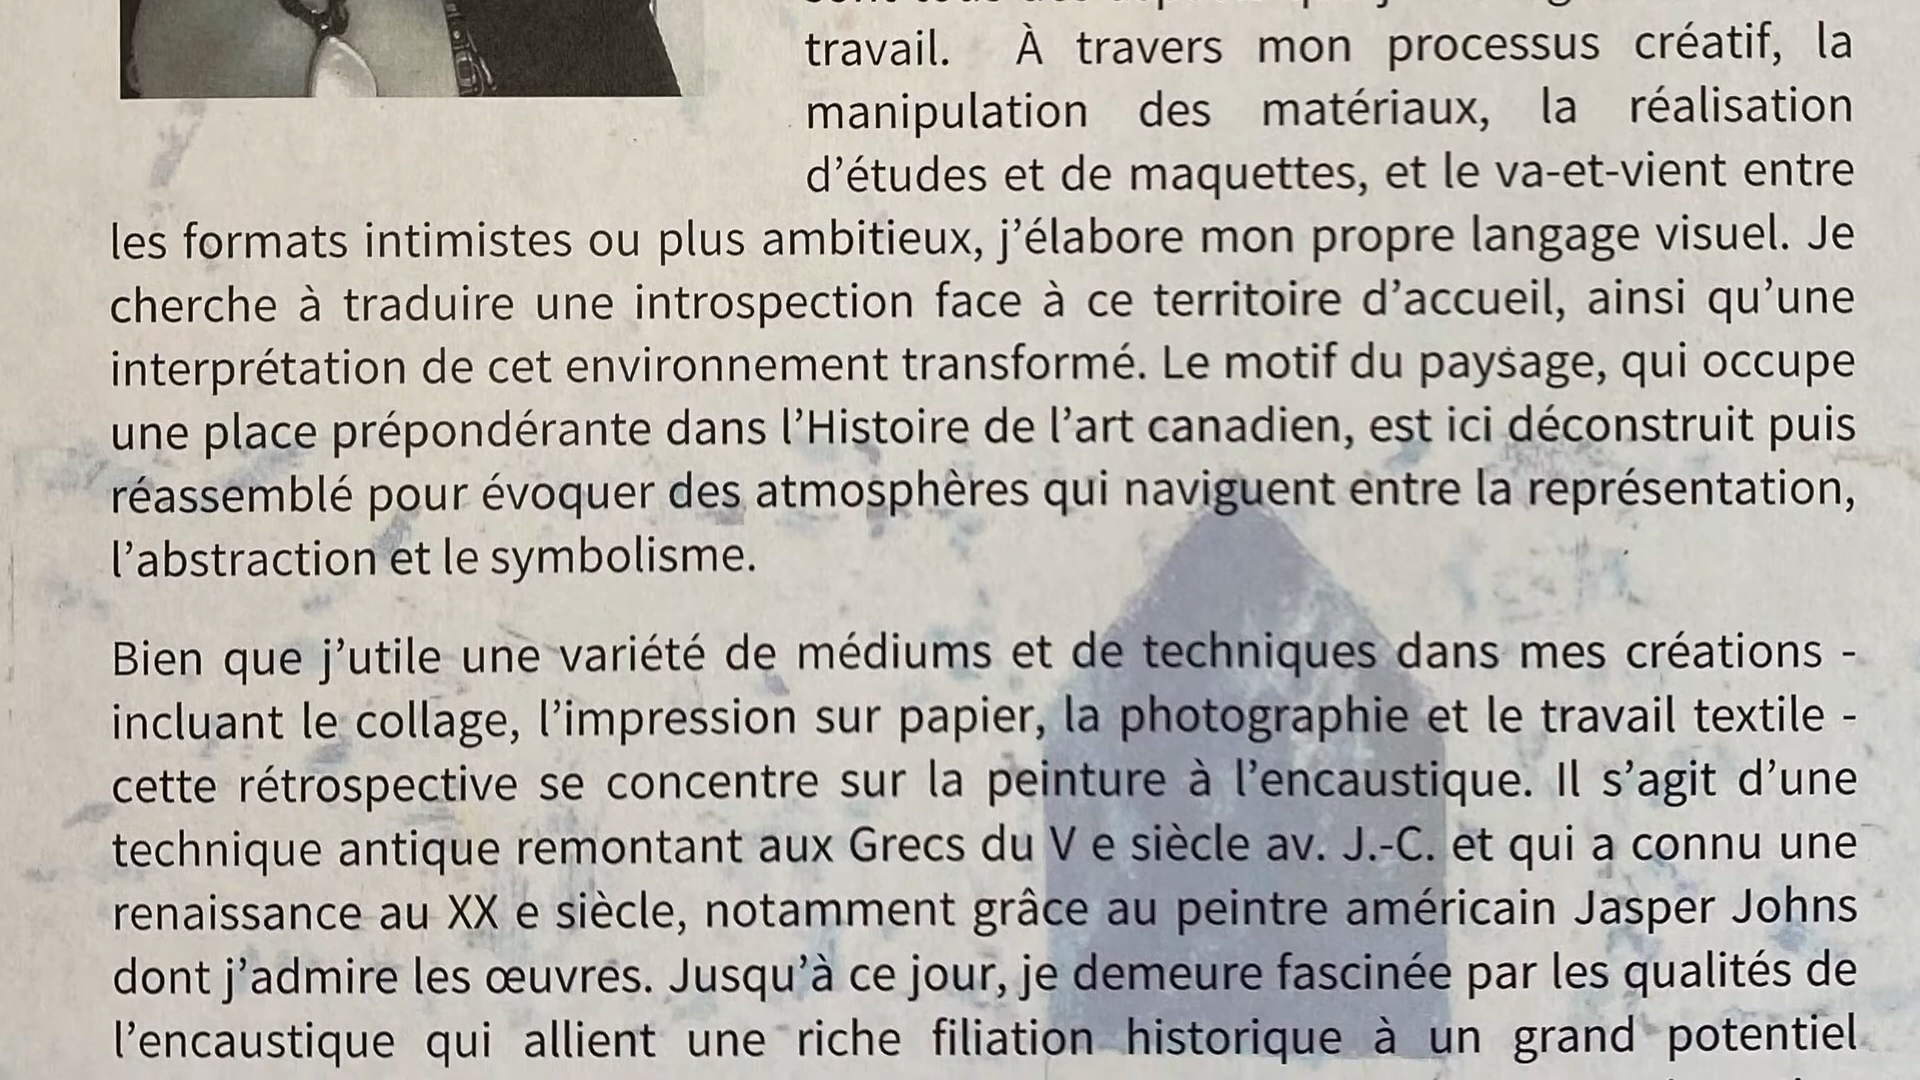 travail. À travers mon processus créatif, la
manipulation des matériaux, la réalisation
d’études et de maquettes, et le va-et-vient entre
les formats intimistes ou plus ambitieux, j’élabore mon propre langage visuel. Je
cherche à traduire une introspection face à ce territoire d’accueil, ainsi qu’une
interprétation de cet environnement transformé. Le motif du paysage, qui occupe
une place prépondérante dans l’Histoire de l’art canadien, est ici déconstruit puis
réassemblé pour évoquer des atmosphères qui naviguent entre la représentation,
l’abstraction et le symbolisme.
Bien que j’utile une variété de médiums et de techniques dans mes créations -
incluant le collage, l’impression sur papier, la photographie et le travail textile -
cette rétrospective se concentre sur la peinture à l’encaustique. Il s’agit d’une
technique antique remontant aux Grecs du V e siècle av. J.-C. et qui a connu une
renaissance au XX e siècle, notamment grâce au peintre américain Jasper Johns
dont j’admire les œuvres. Jusqu’à ce jour, je demeure fascinée par les qualités de
l’encaustique qui allient une riche filiation historique à un grand potentiel